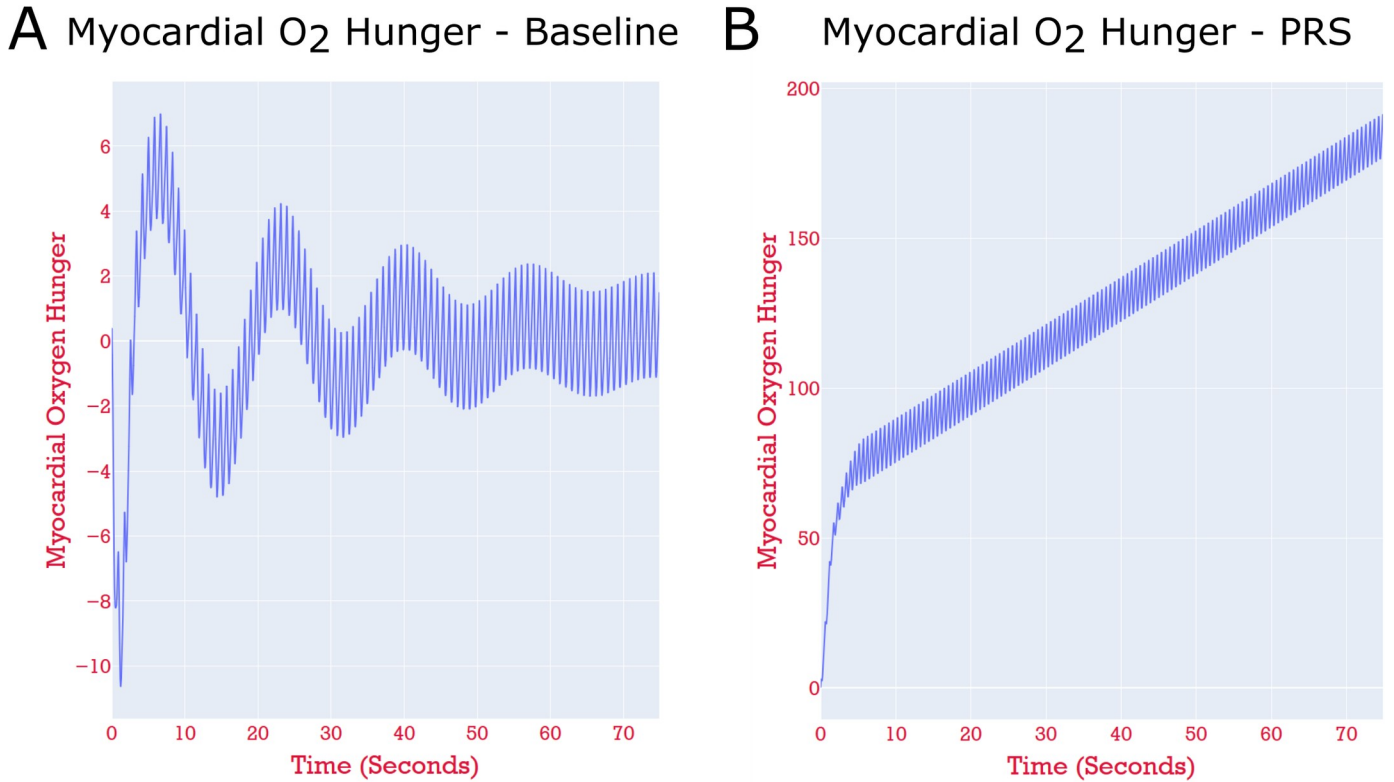 A Myocardial O2 Hunger - Baseline
Myocardial Oxygen Hunger
6
4
2
0
−2
−4
−6
−8
−10
0 10 20 30 40 50 60 70
Time (Seconds)
B Myocardial O2 Hunger - PRS
Myocardial Oxygen Hunger
200
150
100
50
0
0 10 20 30 40 50 60 70
Time (Seconds)